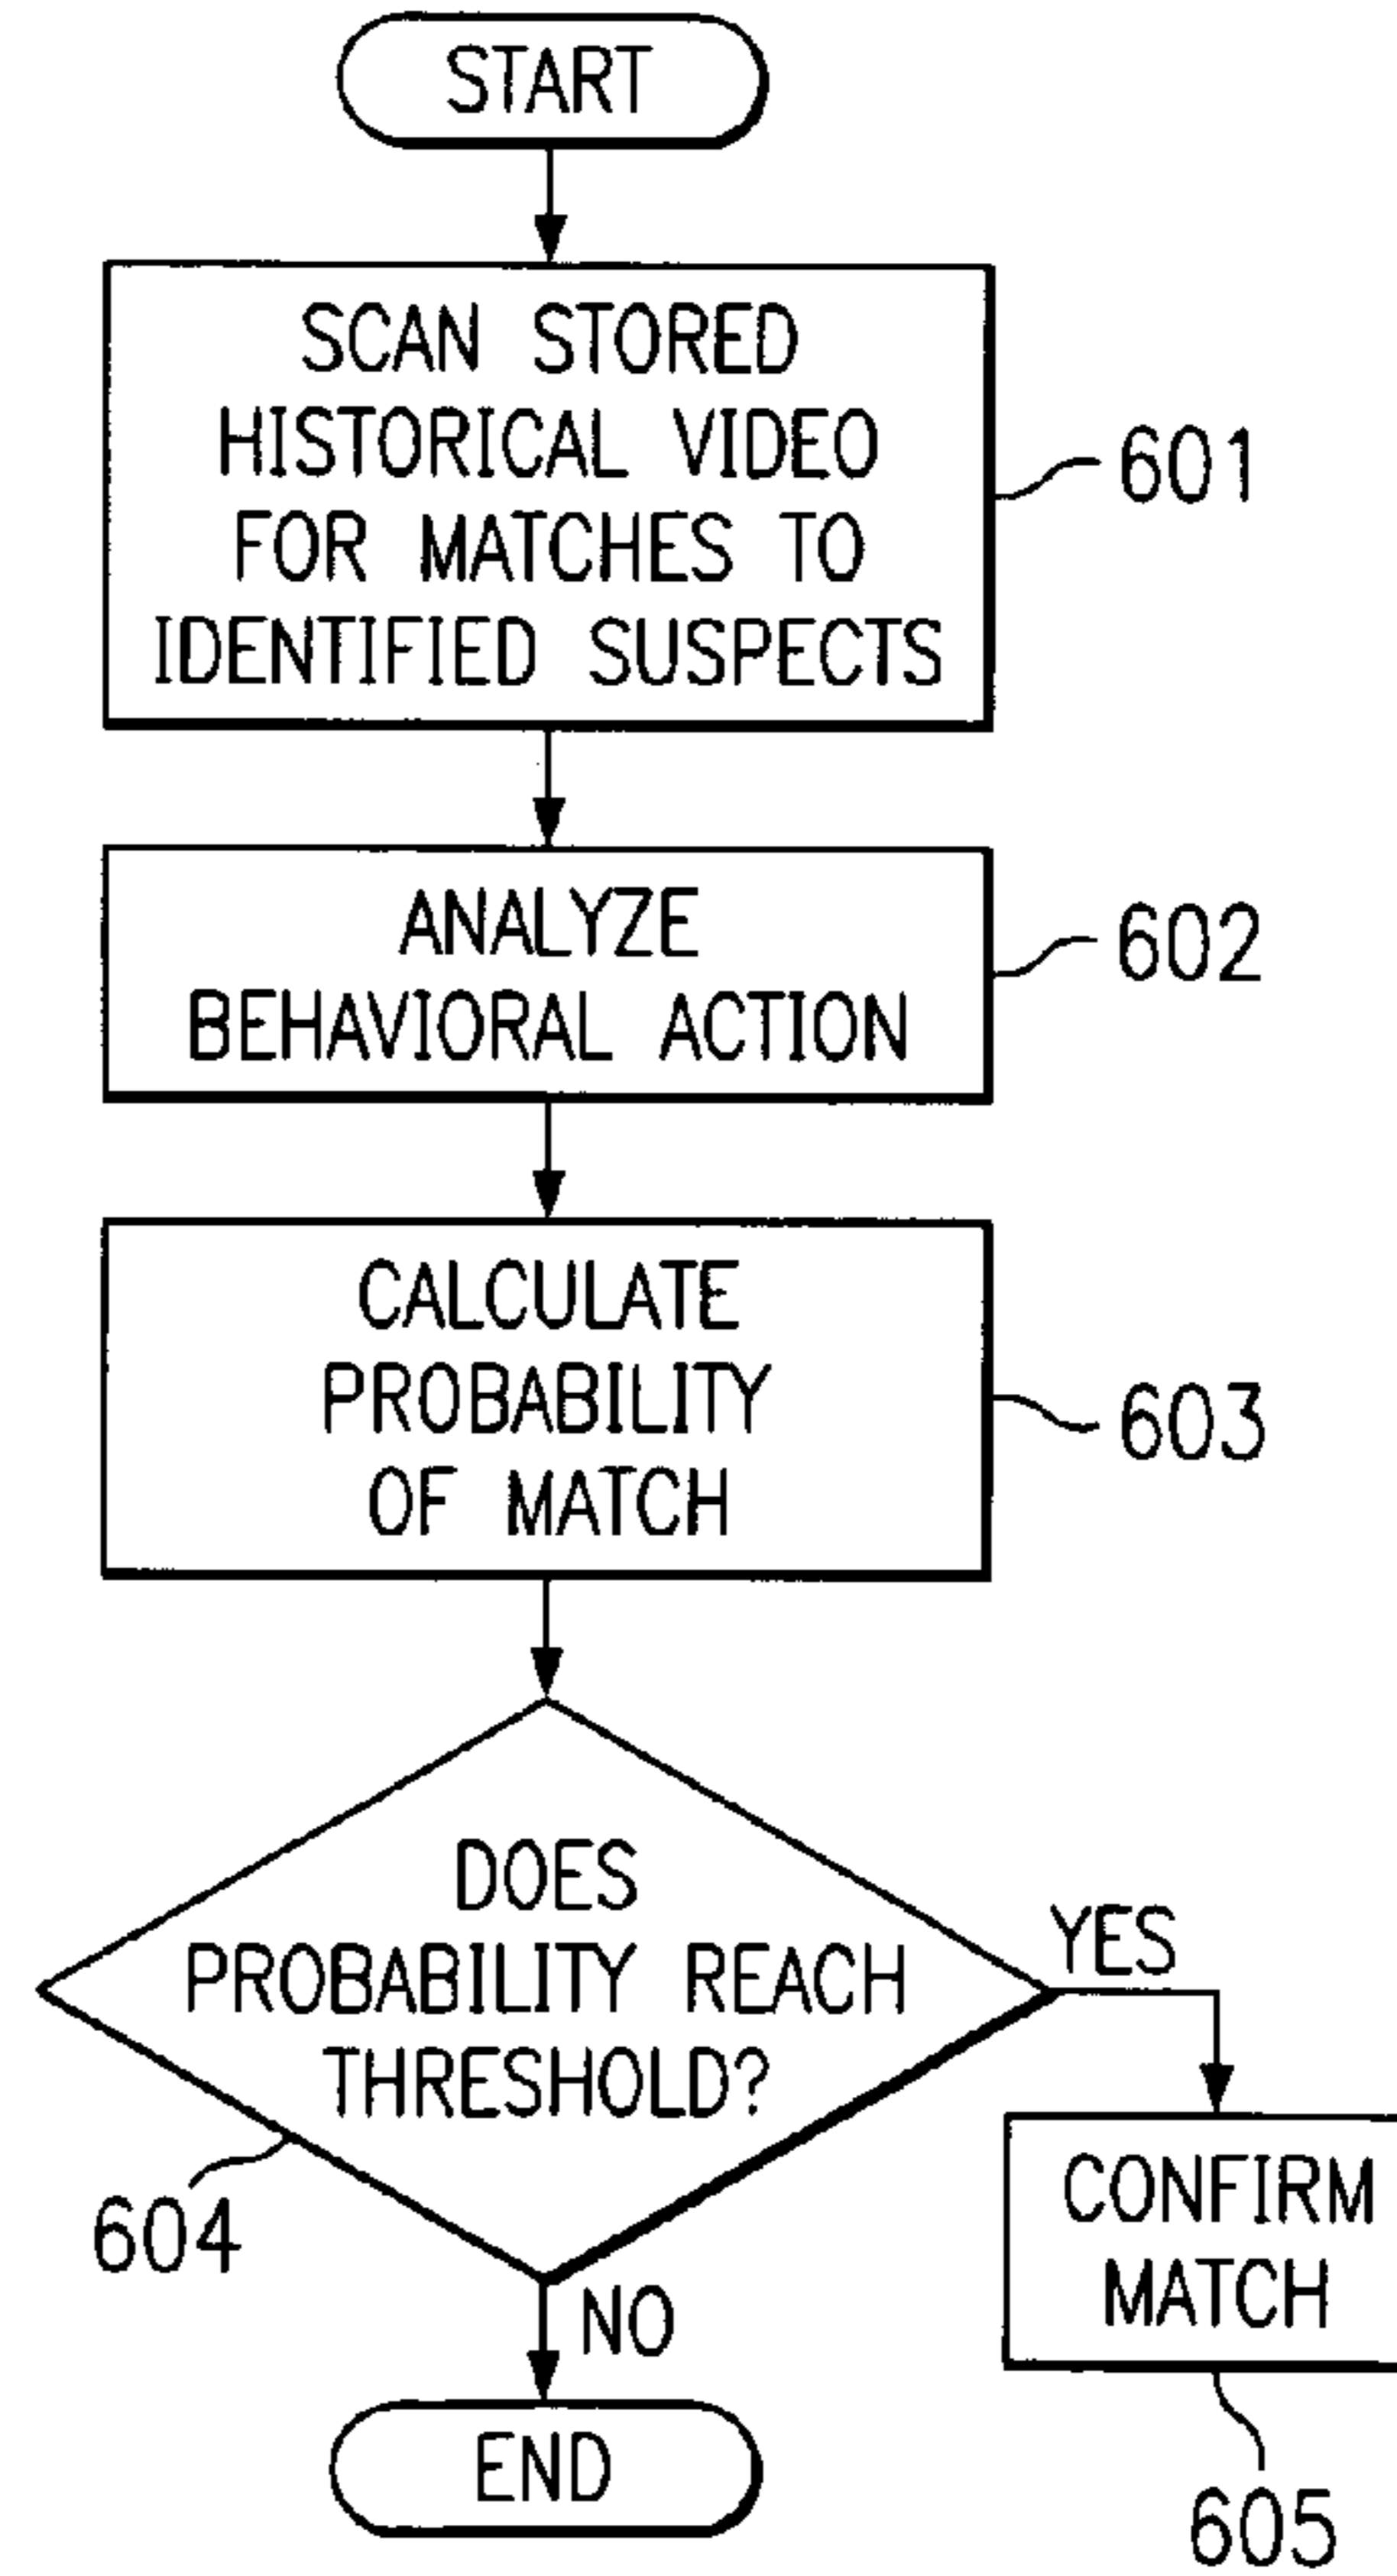 START
SCAN STORED
HISTORICAL VIDEO
FOR MATCHES TO
IDENTIFIED SUSPECTS
601
ANALYZE
BEHAVIORAL ACTION
602
CALCULATE
PROBABILITY
OF MATCH
603
DOES
PROBABILITY REACH
THRESHOLD?
YES
604
CONFIRM
MATCH
NO
END
605